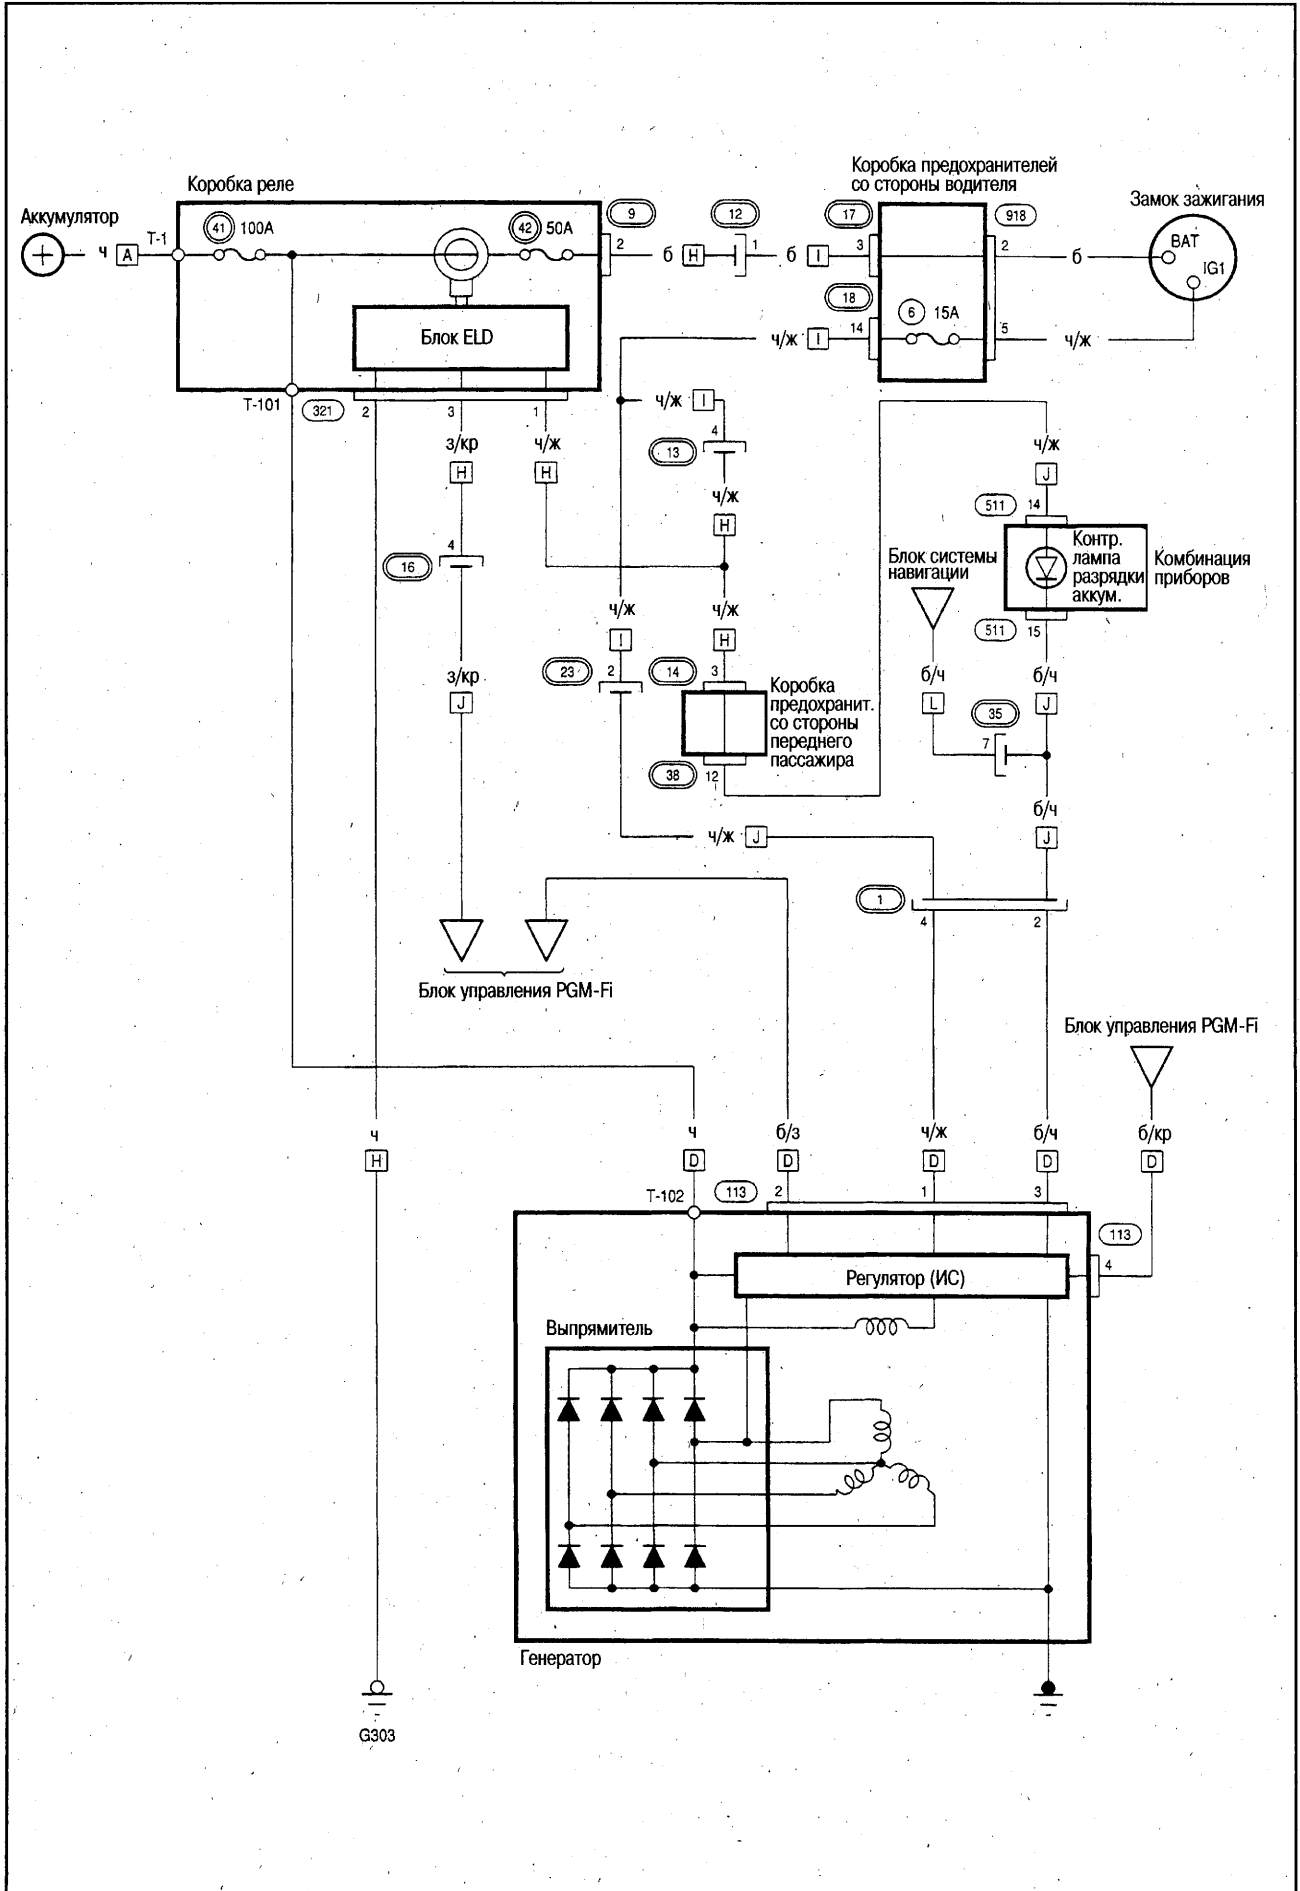 Коробка предохранителей
со стороны водителя
Коробка реле
Замок зажигания
Аккумулятор
41 100А
42 50А
9
12
17
918
Т-1
ч A
2
б H
1
б I
3
2
б
BAT
IG1
18
6 15А
Блок ELD
ч/ж I
14
5
ч/ж
Т-101
321
2
3
1
ч/ж I
4
13
з/кр
ч/ж
ч/ж
H
H
J
ч/ж
H
511 14
4
16
Блок системы
навигации
Контр.
лампа
разрядки
аккум.
Комбинация
приборов
ч/ж
ч/ж
I
H
511 15
23 2
14 3
з/кр
J
б/ч
б/ч
L
J
Коробка
предохранит.
со стороны
переднего
пассажира
35
7
38 12
б/ч
J
ч/ж J
1
4
2
Блок управления PGM-Fi
Блок управления PGM-Fi
ч
ч
б/з
ч/ж
б/ч
б/кр
H
D
D
D
D
D
Т-102
113 2
1
3
113
4
Регулятор (ИС)
Выпрямитель
Генератор
G303